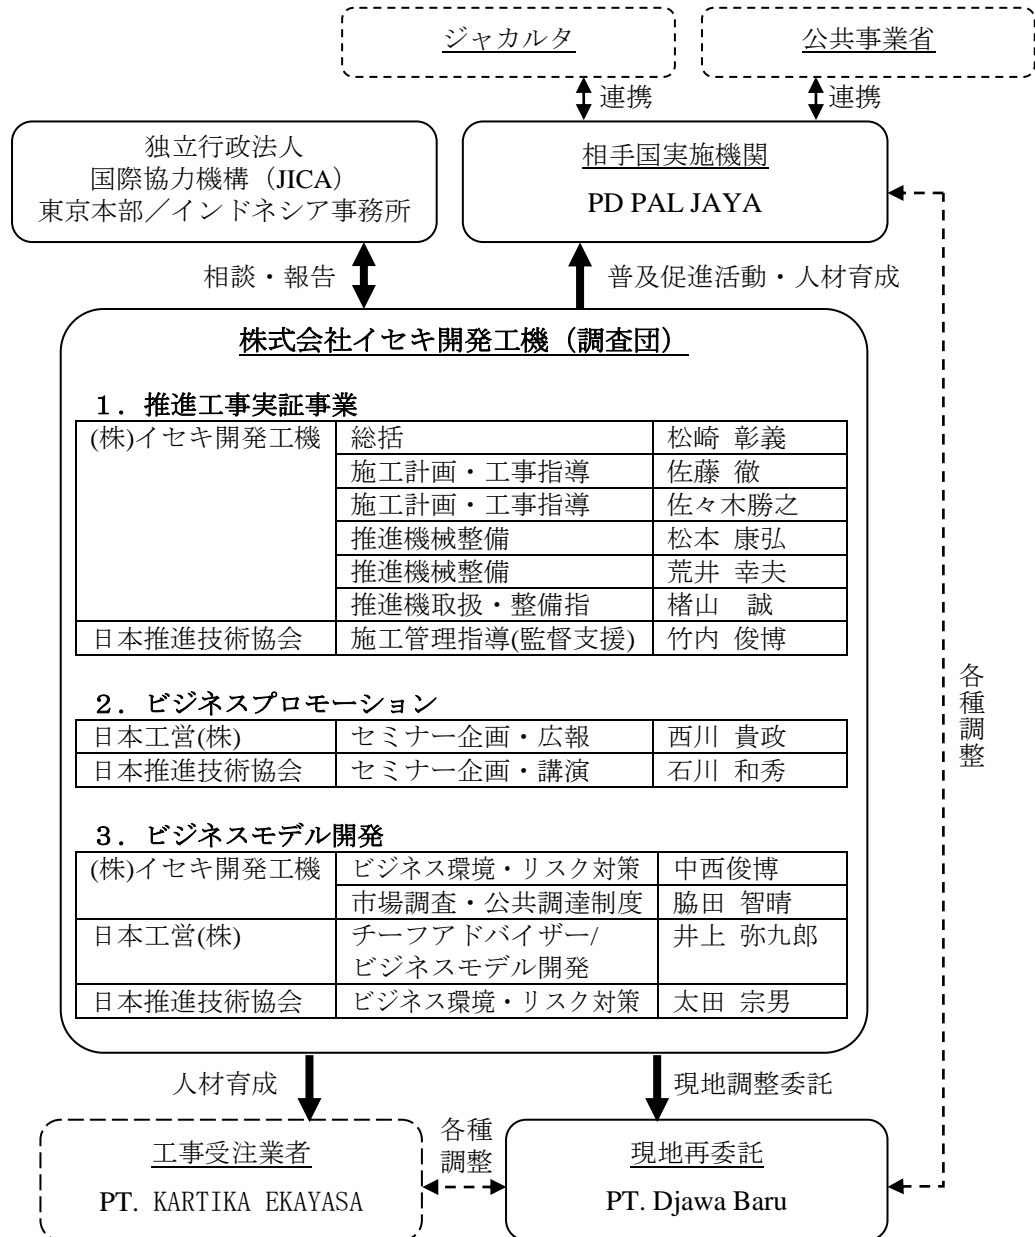 ジャカルタ
公共事業省
連携
連携
独立行政法人
国際協力機構（JICA）
東京本部／インドネシア事務所
相手国実施機関
PD PAL JAYA
相談・報告
普及促進活動・人材育成
株式会社イセキ開発工機（調査団）
１．推進工事実証事業
(株)イセキ開発工機 総括 松崎 彰義
施工計画・工事指導 佐藤 徹
施工計画・工事指導 佐々木勝之
推進機械整備 松本 康弘
推進機械整備 荒井 幸夫
推進機取扱・整備指 楮山　誠
日本推進技術協会 施工管理指導(監督支援) 竹内 俊博
２．ビジネスプロモーション
日本工営(株) セミナー企画・広報 西川 貴政
日本推進技術協会 セミナー企画・講演 石川 和秀
３．ビジネスモデル開発
(株)イセキ開発工機 ビジネス環境・リスク対策 中西俊博
市場調査・公共調達制度 脇田 智晴
日本工営(株) チーフアドバイザー/ 井上 弥九郎
ビジネスモデル開発
日本推進技術協会 ビジネス環境・リスク対策 太田 宗男
各種調整
人材育成
現地調整委託
工事受注業者
PT. KARTIKA EKAYASA
各種
調整
現地再委託
PT. Djawa Baru